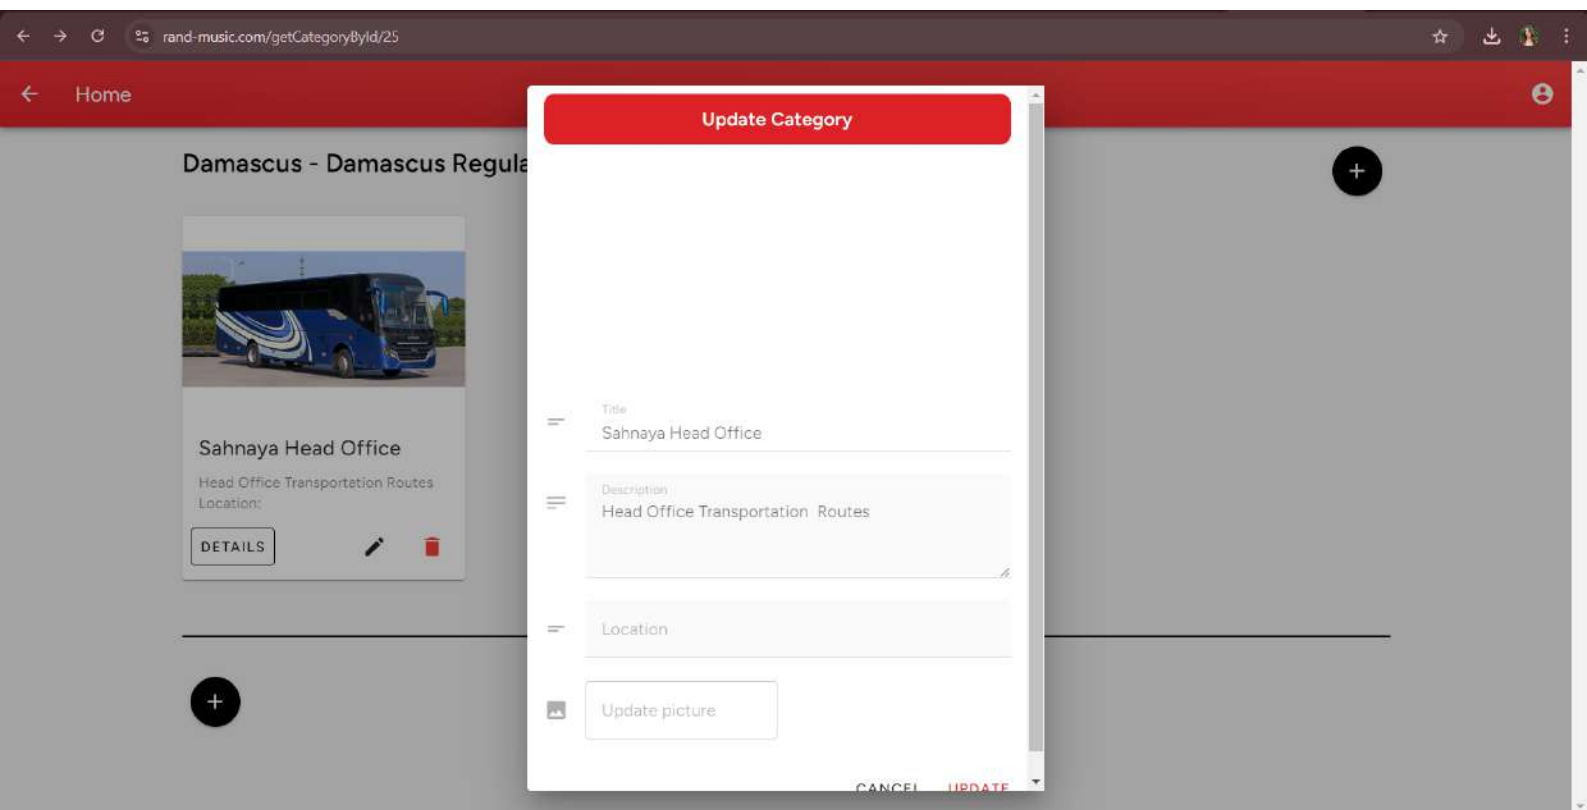 rand-music.com/getCategoryById/25
Home
Update Category
Damascus - Damascus Regula
Sahnaya Head Office
Head Office Transportation Routes
Location:
DETAILS
Title
Sahnaya Head Office
Description
Head Office Transportation Routes
Location
Update picture
CANCEL UPDATE